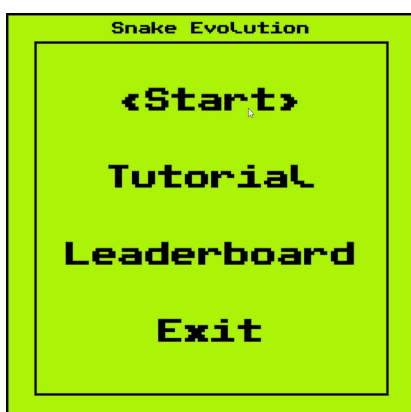 Snake Evolution
<Start>
Tutorial
Leaderboard
Exit